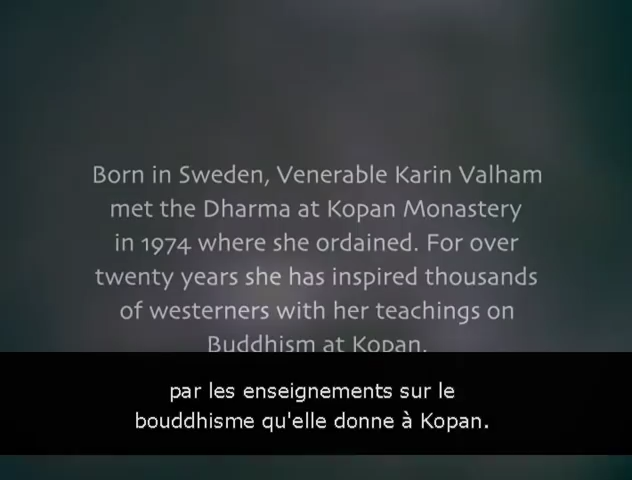 Born in Sweden, Venerable Karin Valham
met the Dharma at Kopan Monastery
in 1974 where she ordained. For over
twenty years she has inspired thousands
of westerners with her teachings on
Buddhism at Kopan.
par les enseignements sur le
bouddhisme qu'elle donne à Kopan.